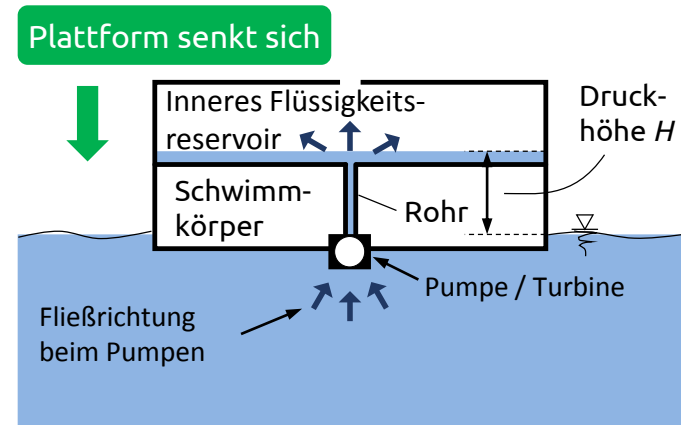 Plattform senkt sich
Inneres Flüssigkeits-
reservoir
Druck-
höhe H
Schwimm-
körper
Rohr
Pumpe / Turbine
Fließrichtung
beim Pumpen